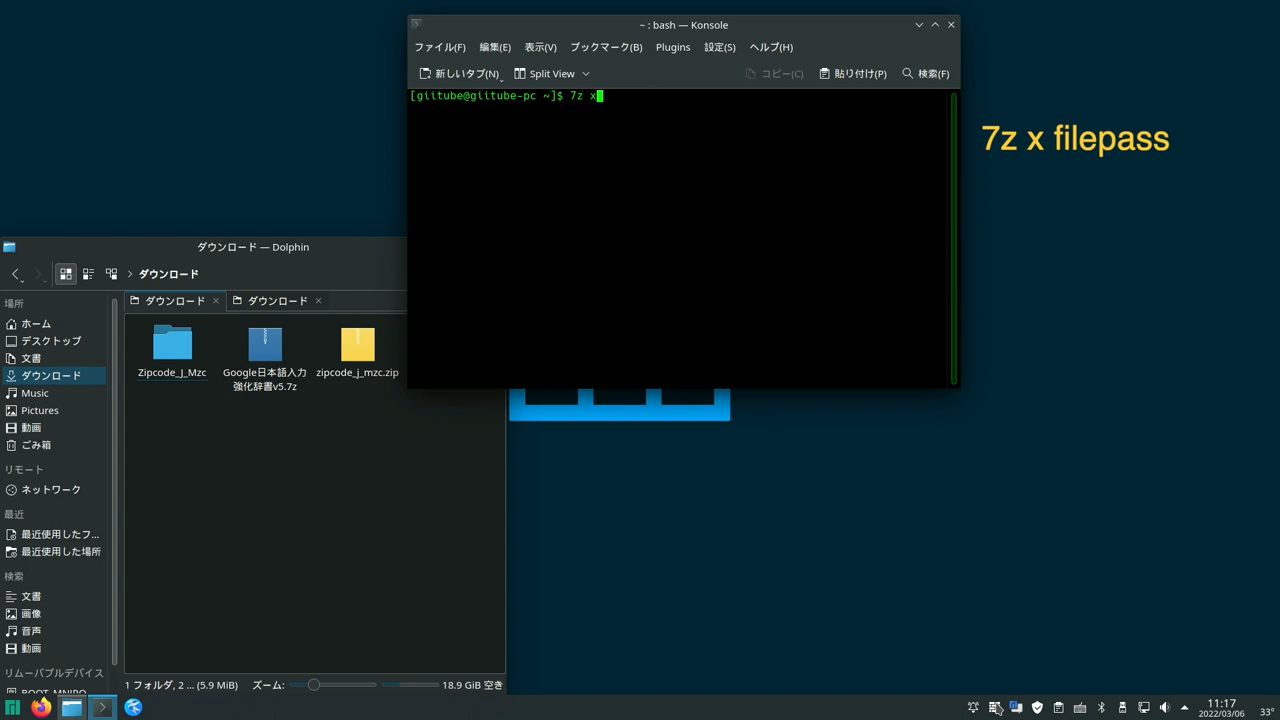 ~ : bash — Konsole
ファイル(F) 編集(E) 表示(V) ブックマーク(B) Plugins 設定(S) ヘルプ(H)
新しいタブ(N) Split View コピー(C) 貼り付け(P) 検索(F)
[giitube@giitube-pc ~]$ 7z x
7z x filepass
ダウンロード — Dolphin
ダウンロード
場所
ホーム
デスクトップ
文書
ダウンロード
Music
Pictures
動画
ごみ箱
リモート
ネットワーク
最近
最近使用したフ...
最近使用した場所
検索
文書
画像
音声
動画
リムーバブルデバイス
BOOT_MNJRO
ダウンロード ダウンロード
Zipcode_J_Mzc
Google日本語入力
強化辞書v5.7z
zipcode_j_mzc.zip
1 フォルダ, 2 ... (5.9 MiB) ズーム: 18.9 GiB 空き
11:17
2022/03/06
33°